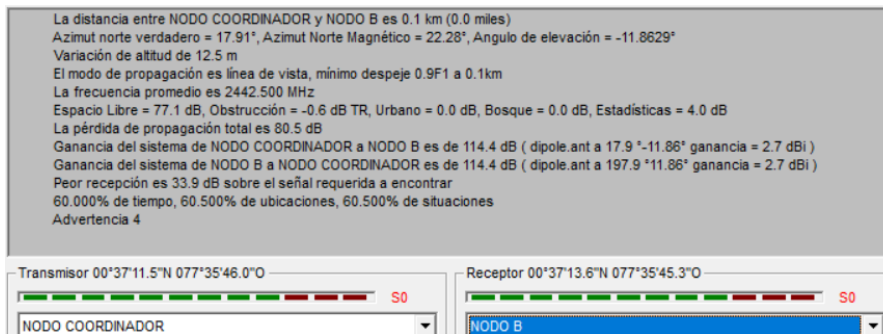 La distancia entre NODO COORDINADOR y NODO B es 0.1 km (0.0 miles)
Azimut norte verdadero = 17.91°, Azimut Norte Magnético = 22.28°, Angulo de elevación = -11.8629°
Variación de altitud de 12.5 m
El modo de propagación es línea de vista, mínimo despeje 0.9F1 a 0.1km
La frecuencia promedio es 2442.500 MHz
Espacio Libre = 77.1 dB, Obstrucción = -0.6 dB TR, Urbano = 0.0 dB, Bosque = 0.0 dB, Estadísticas = 4.0 dB
La pérdida de propagación total es 80.5 dB
Ganancia del sistema de NODO COORDINADOR a NODO B es de 114.4 dB ( dipole.ant a 17.9 °-11.86° ganancia = 2.7 dBi )
Ganancia del sistema de NODO B a NODO COORDINADOR es de 114.4 dB ( dipole.ant a 197.9 °11.86° ganancia = 2.7 dBi )
Peor recepción es 33.9 dB sobre el señal requerida a encontrar
60.000% de tiempo, 60.500% de ubicaciones, 60.500% de situaciones
Advertencia 4
Transmisor 00°37'11.5"N 077°35'46.0"O
S0
NODO COORDINADOR
Receptor 00°37'13.6"N 077°35'45.3"O
S0
NODO B